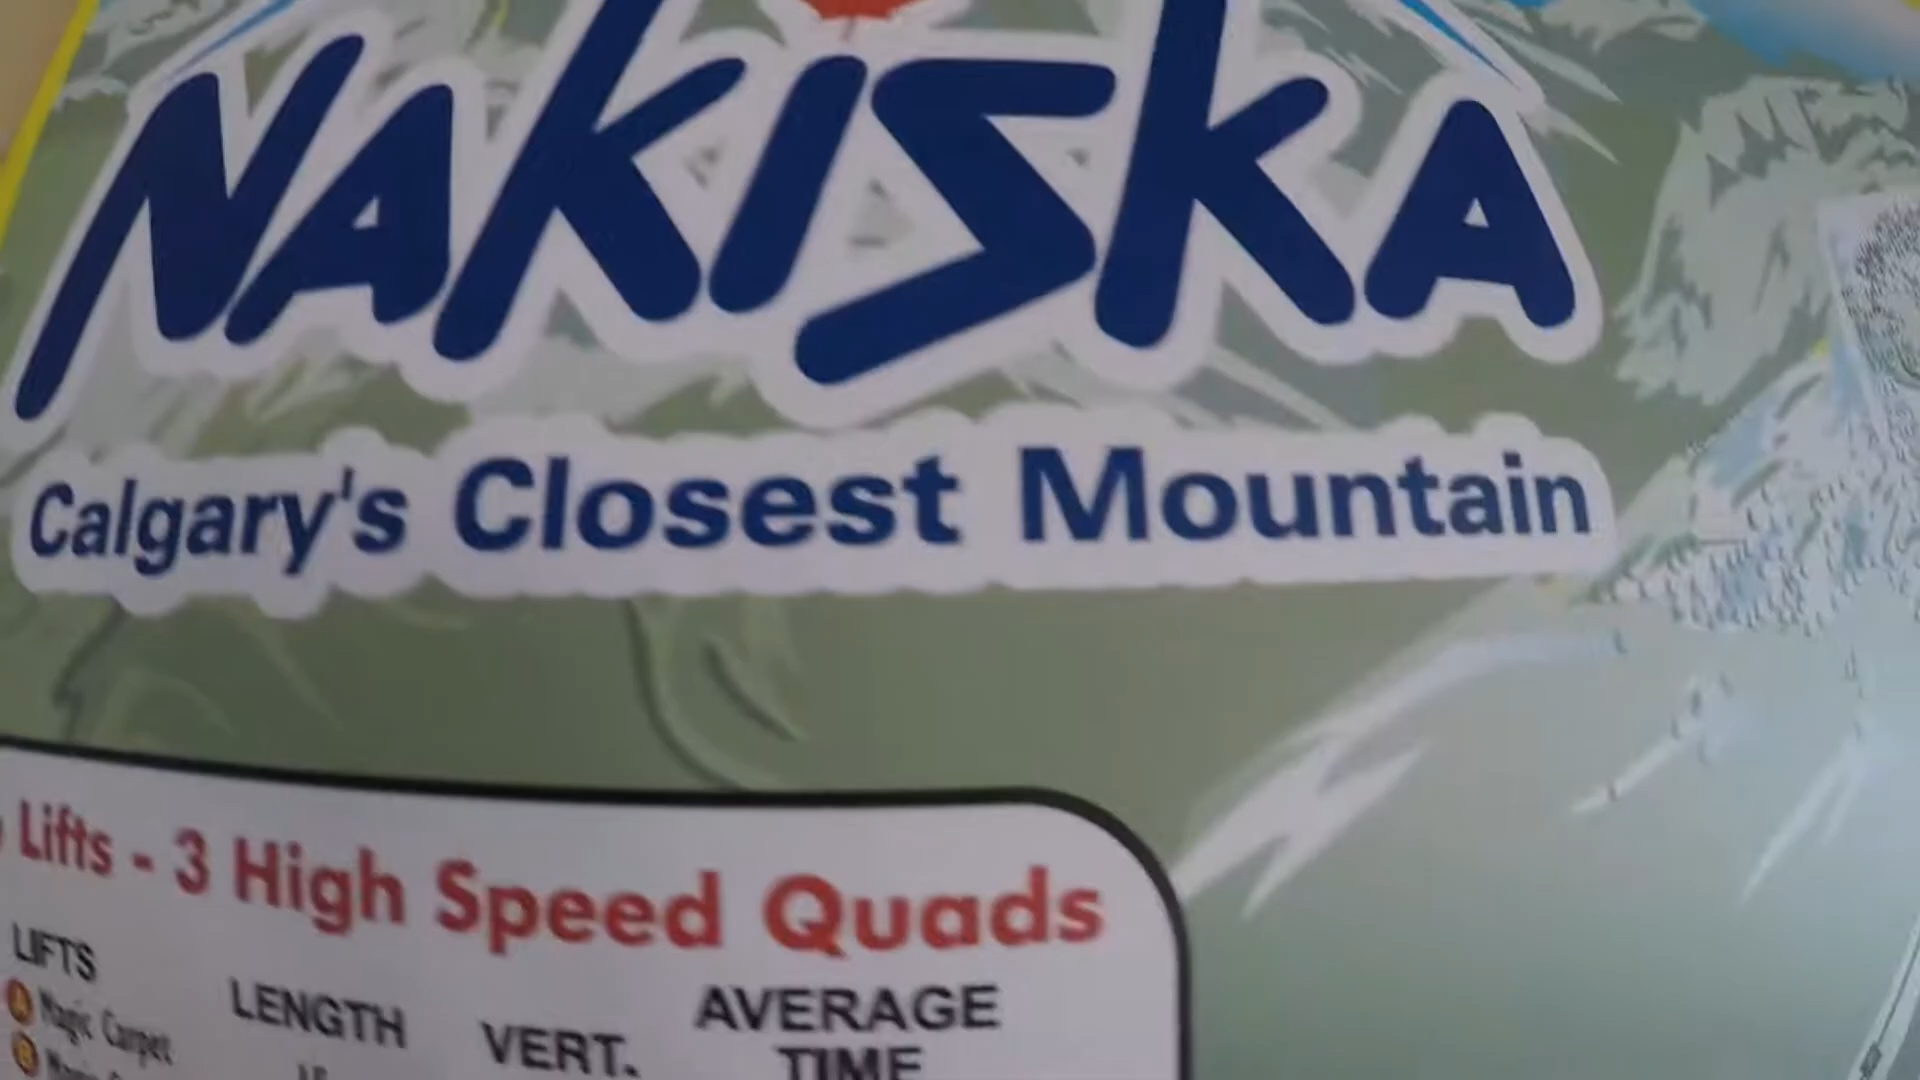 NAKISKA
Calgary's Closest Mountain
Lifts - 3 High Speed Quads
LIFTS
LENGTH
VERT.
AVERAGE
TIME
A Magic Carpet
B